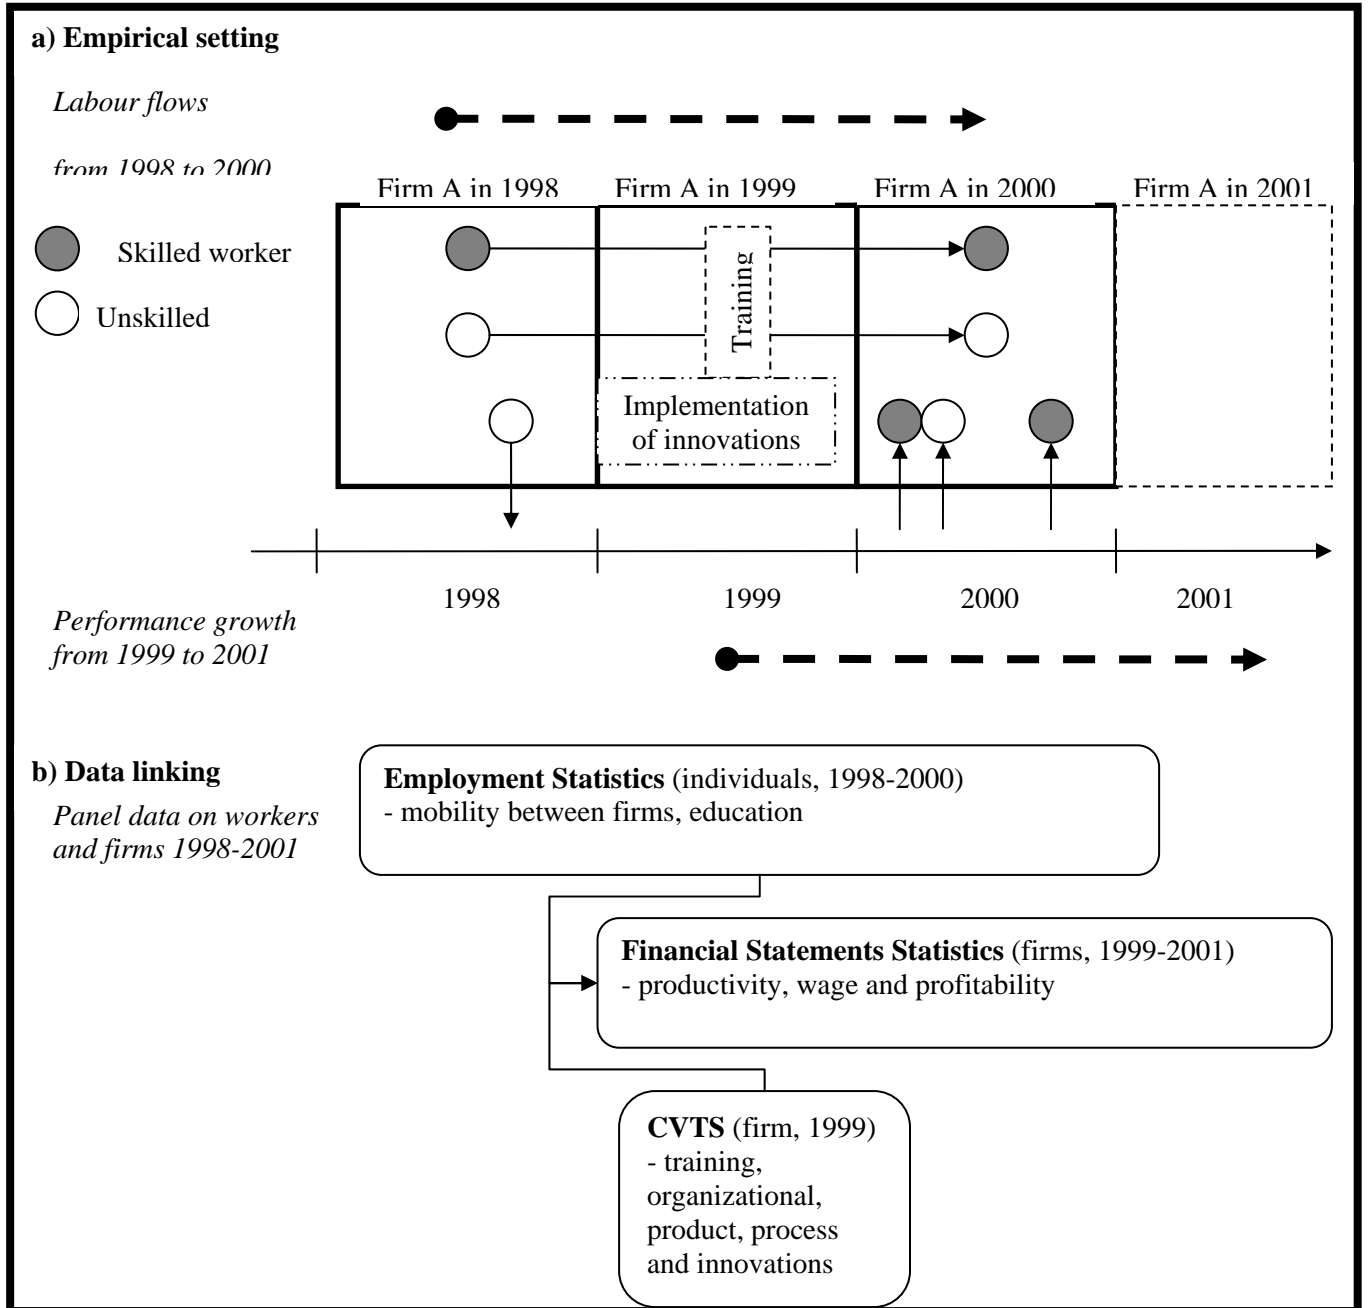 a) Empirical setting
Labour flows
from 1998 to 2000
Firm A in 1998
Firm A in 1999
Firm A in 2000
Firm A in 2001
Skilled worker
Unskilled
Training
Implementation
of innovations
1998
1999
2000
2001
Performance growth
from 1999 to 2001
b) Data linking
Panel data on workers
and firms 1998-2001
Employment Statistics (individuals, 1998-2000)
- mobility between firms, education
Financial Statements Statistics (firms, 1999-2001)
- productivity, wage and profitability
CVTS (firm, 1999)
- training,
organizational,
product, process
and innovations